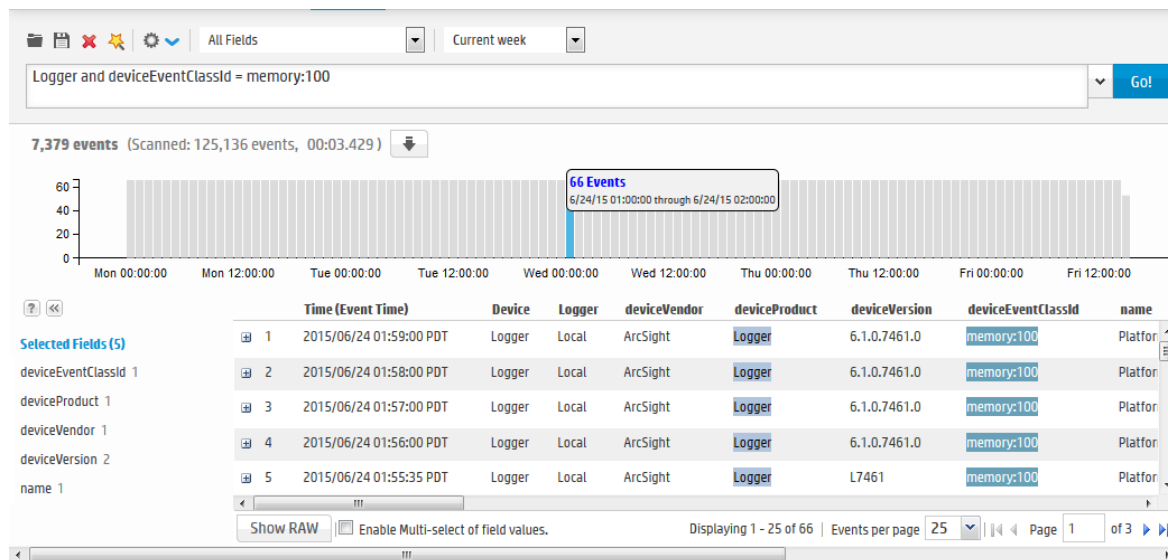 All Fields
Current week
Logger and deviceEventClassId = memory:100
Go!
7,379 events (Scanned: 125,136 events, 00:03.429 )
66 Events
6/24/15 01:00:00 through 6/24/15 02:00:00
60
40
20
0
Mon 00:00:00 Mon 12:00:00 Tue 00:00:00 Tue 12:00:00 Wed 00:00:00 Wed 12:00:00 Thu 00:00:00 Thu 12:00:00 Fri 00:00:00 Fri 12:00:00
? «
Selected Fields (5)
deviceEventClassId 1
deviceProduct 1
deviceVendor 1
deviceVersion 2
name 1
Time (Event Time) Device Logger deviceVendor deviceProduct deviceVersion deviceEventClassId name
1 2015/06/24 01:59:00 PDT Logger Local ArcSight Logger 6.1.0.7461.0 memory:100 Platfor
2 2015/06/24 01:58:00 PDT Logger Local ArcSight Logger 6.1.0.7461.0 memory:100 Platfor
3 2015/06/24 01:57:00 PDT Logger Local ArcSight Logger 6.1.0.7461.0 memory:100 Platfor
4 2015/06/24 01:56:00 PDT Logger Local ArcSight Logger 6.1.0.7461.0 memory:100 Platfor
5 2015/06/24 01:55:35 PDT Logger Local ArcSight Logger L7461 memory:100 Platfor
Show RAW Enable Multi-select of field values. Displaying 1 - 25 of 66 Events per page 25 Page 1 of 3